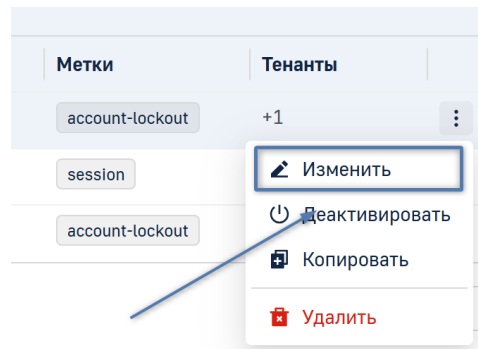 Метки Тенанты
account-lockout +1
session
account-lockout
Изменить
Деактивировать
Копировать
Удалить